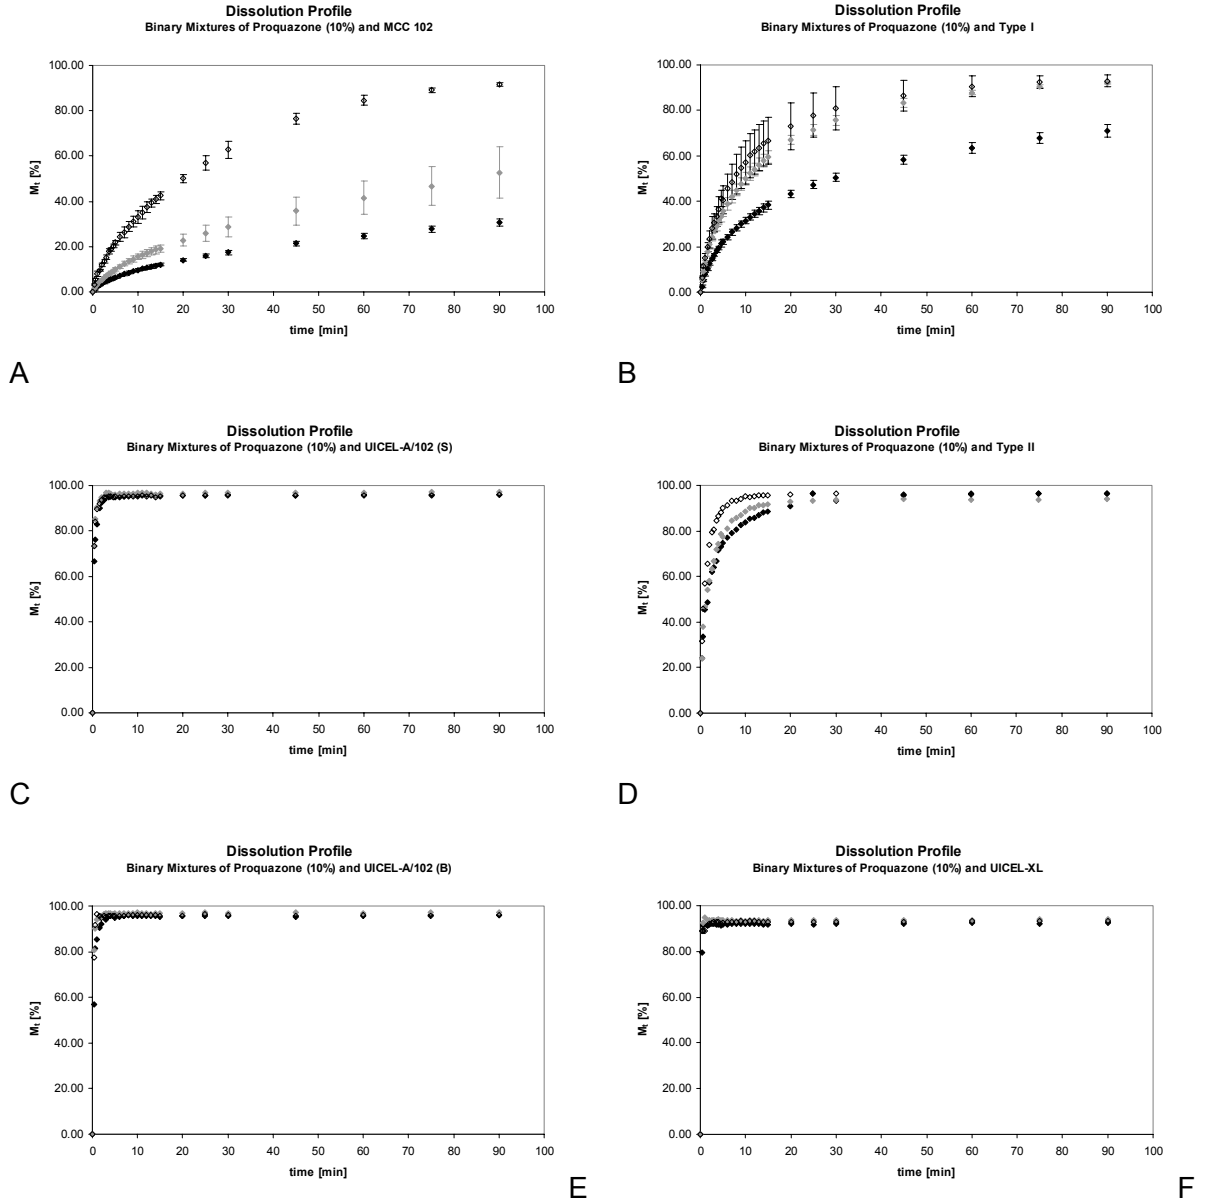 Dissolution Profile
Binary Mixtures of Proquazone (10%) and MCC 102
100.00
80.00
60.00
40.00
20.00
0.00
Mt [%]
0 10 20 30 40 50 60 70 80 90 100
time [min]
A
Dissolution Profile
Binary Mixtures of Proquazone (10%) and Type I
100.00
80.00
60.00
40.00
20.00
0.00
Mt [%]
0 10 20 30 40 50 60 70 80 90 100
time [min]
B
Dissolution Profile
Binary Mixtures of Proquazone (10%) and UICEL-A/102 (S)
100.00
80.00
60.00
40.00
20.00
0.00
Mt [%]
0 10 20 30 40 50 60 70 80 90 100
time [min]
C
Dissolution Profile
Binary Mixtures of Proquazone (10%) and Type II
100.00
80.00
60.00
40.00
20.00
0.00
Mt [%]
0 10 20 30 40 50 60 70 80 90 100
time [min]
D
Dissolution Profile
Binary Mixtures of Proquazone (10%) and UICEL-A/102 (B)
100.00
80.00
60.00
40.00
20.00
0.00
Mt [%]
0 10 20 30 40 50 60 70 80 90 100
time [min]
E
Dissolution Profile
Binary Mixtures of Proquazone (10%) and UICEL-XL
100.00
80.00
60.00
40.00
20.00
0.00
Mt [%]
0 10 20 30 40 50 60 70 80 90 100
time [min]
F